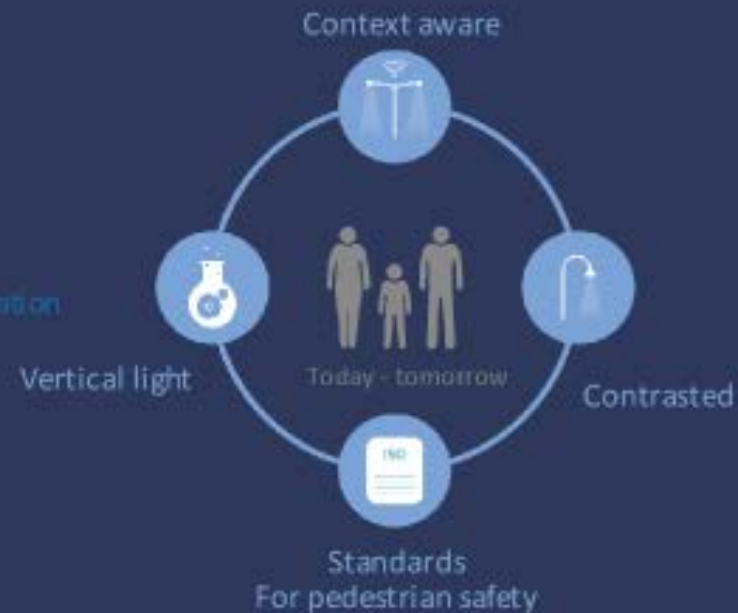 Context aware
Vertical light
Today - tomorrow
Contrasted
ISO
Standards
For pedestrian safety